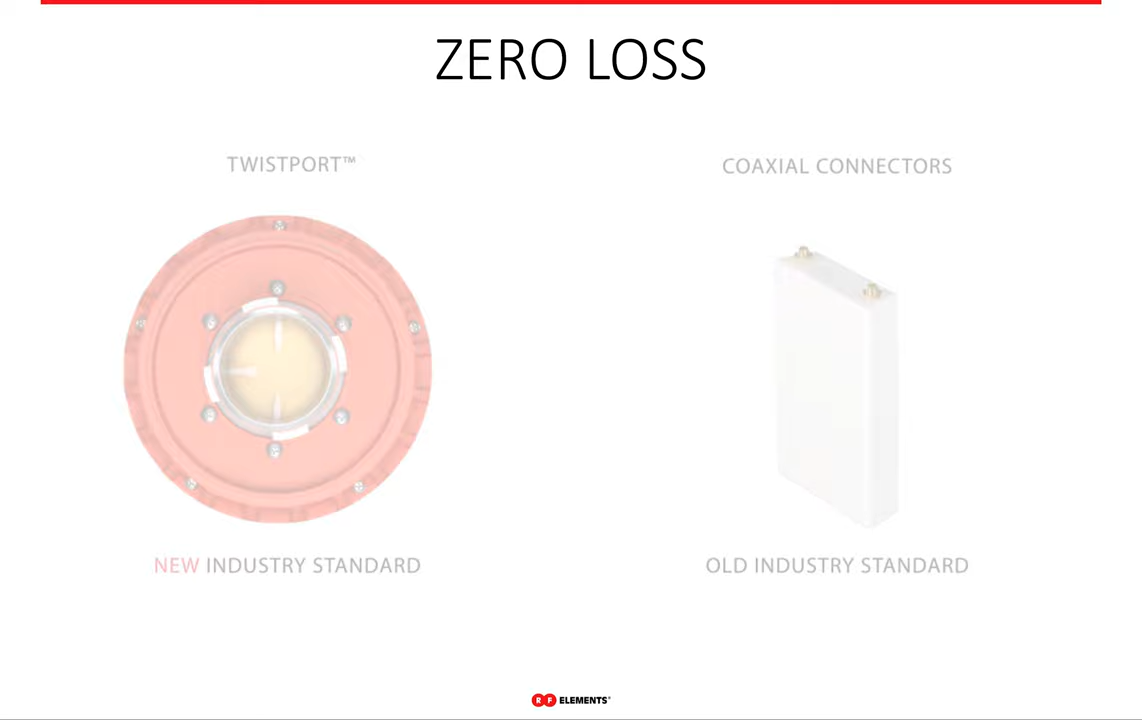 ZERO LOSS
TWISTPORT™
COAXIAL CONNECTORS
NEW INDUSTRY STANDARD
OLD INDUSTRY STANDARD
RF ELEMENTS®